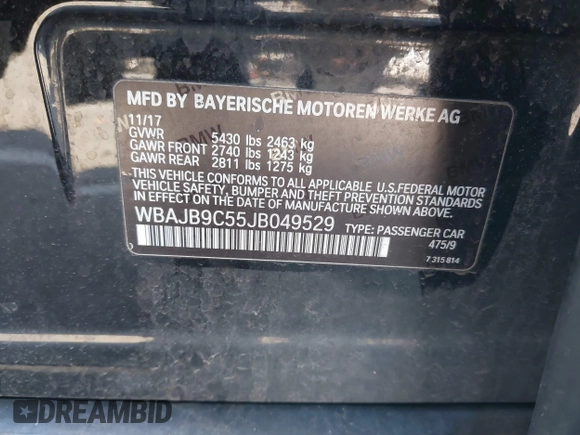 MFD BY BAYERISCHE MOTOREN WERKE AG
11/17
GVWR 5430 lbs 2463 kg
GAWR FRONT 2740 lbs 1243 kg
GAWR REAR 2811 lbs 1275 kg
THIS VEHICLE CONFORMS TO ALL APPLICABLE U.S. FEDERAL MOTOR
VEHICLE SAFETY, BUMPER, AND THEFT PREVENTION STANDARDS
IN EFFECT ON THE DATE OF MANUFACTURE SHOWN ABOVE.
WBAJB9C55JB049529 TYPE: PASSENGER CAR
475/9
7 315 814
DREAMBID